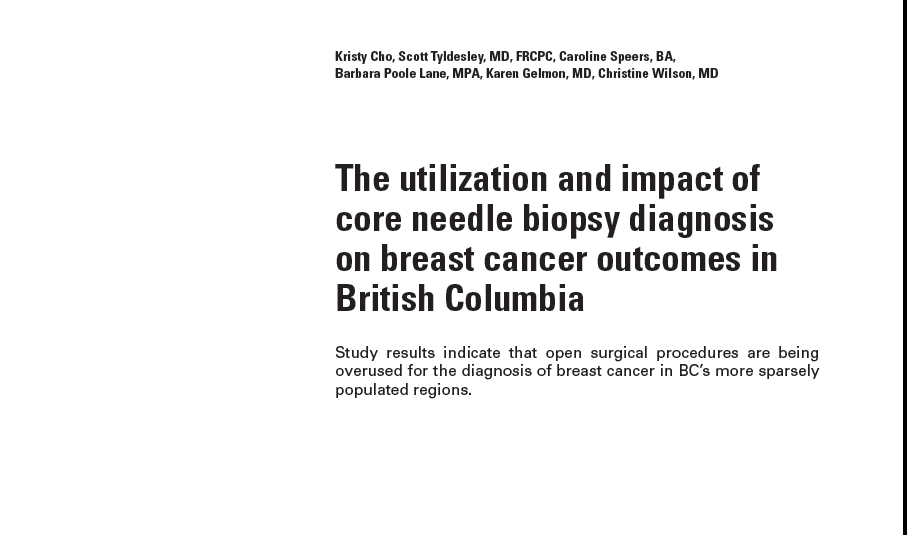 Kristy Cho, Scott Tyldesley, MD, FRCPC, Caroline Speers, BA,
Barbara Poole Lane, MPA, Karen Gelmon, MD, Christine Wilson, MD
The utilization and impact of
core needle biopsy diagnosis
on breast cancer outcomes in
British Columbia
Study results indicate that open surgical procedures are being
overused for the diagnosis of breast cancer in BC’s more sparsely
populated regions.